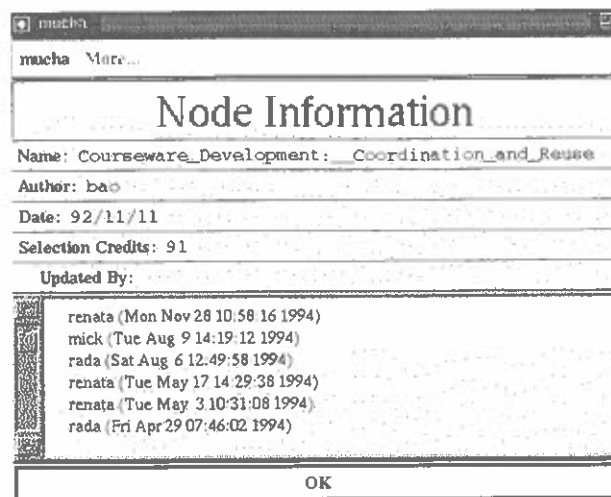 mucha
mucha More...
Node Information
Name: Courseware_Development:__Coordination_and_Reuse
Author: bao
Date: 92/11/11
Selection Credits: 91
Updated By:
renata (Mon Nov 28 10:58:16 1994)
mick (Tue Aug 9 14:19:12 1994)
rada (Sat Aug 6 12:49:58 1994)
renata (Tue May 17 14:29:38 1994)
renata (Tue May 3 10:31:08 1994)
rada (Fri Apr 29 07:46:02 1994)
OK